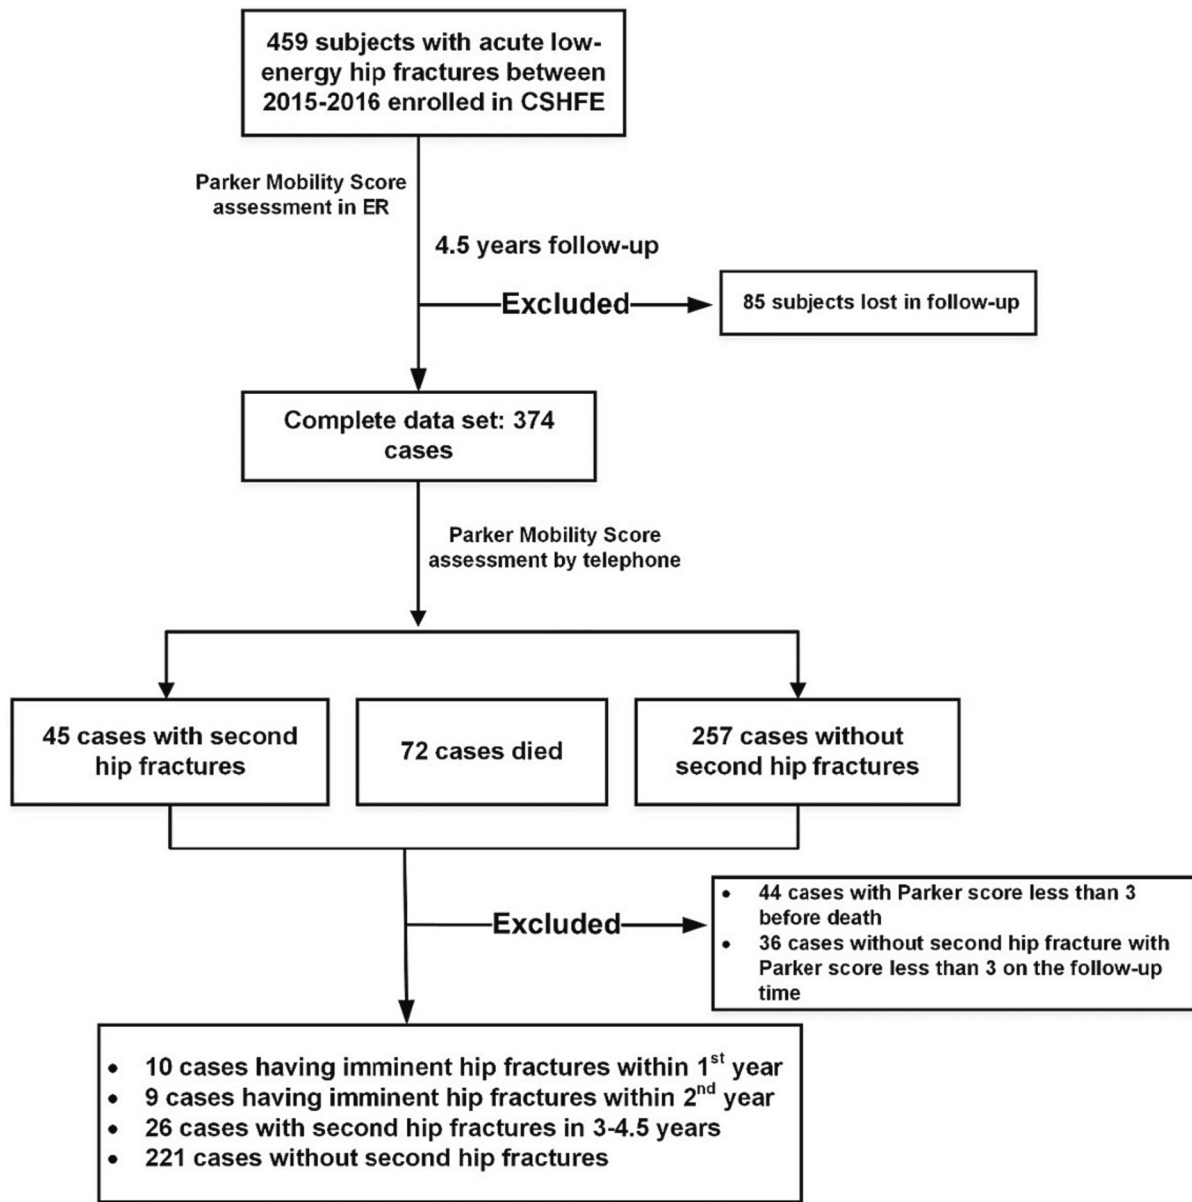 459 subjects with acute low-
energy hip fractures between
2015-2016 enrolled in CSHFE
Parker Mobility Score
assessment in ER
4.5 years follow-up
Excluded
85 subjects lost in follow-up
Complete data set: 374
cases
Parker Mobility Score
assessment by telephone
45 cases with second
hip fractures
72 cases died
257 cases without
second hip fractures
• 44 cases with Parker score less than 3
before death
• 36 cases without second hip fracture with
Parker score less than 3 on the follow-up
time
Excluded
• 10 cases having imminent hip fractures within 1st year
• 9 cases having imminent hip fractures within 2nd year
• 26 cases with second hip fractures in 3-4.5 years
• 221 cases without second hip fractures